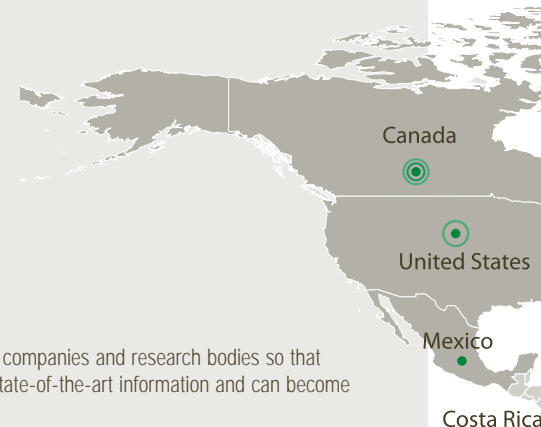 Canada
United States
Mexico
companies and research bodies so that
tate-of-the-art information and can become
Costa Rica